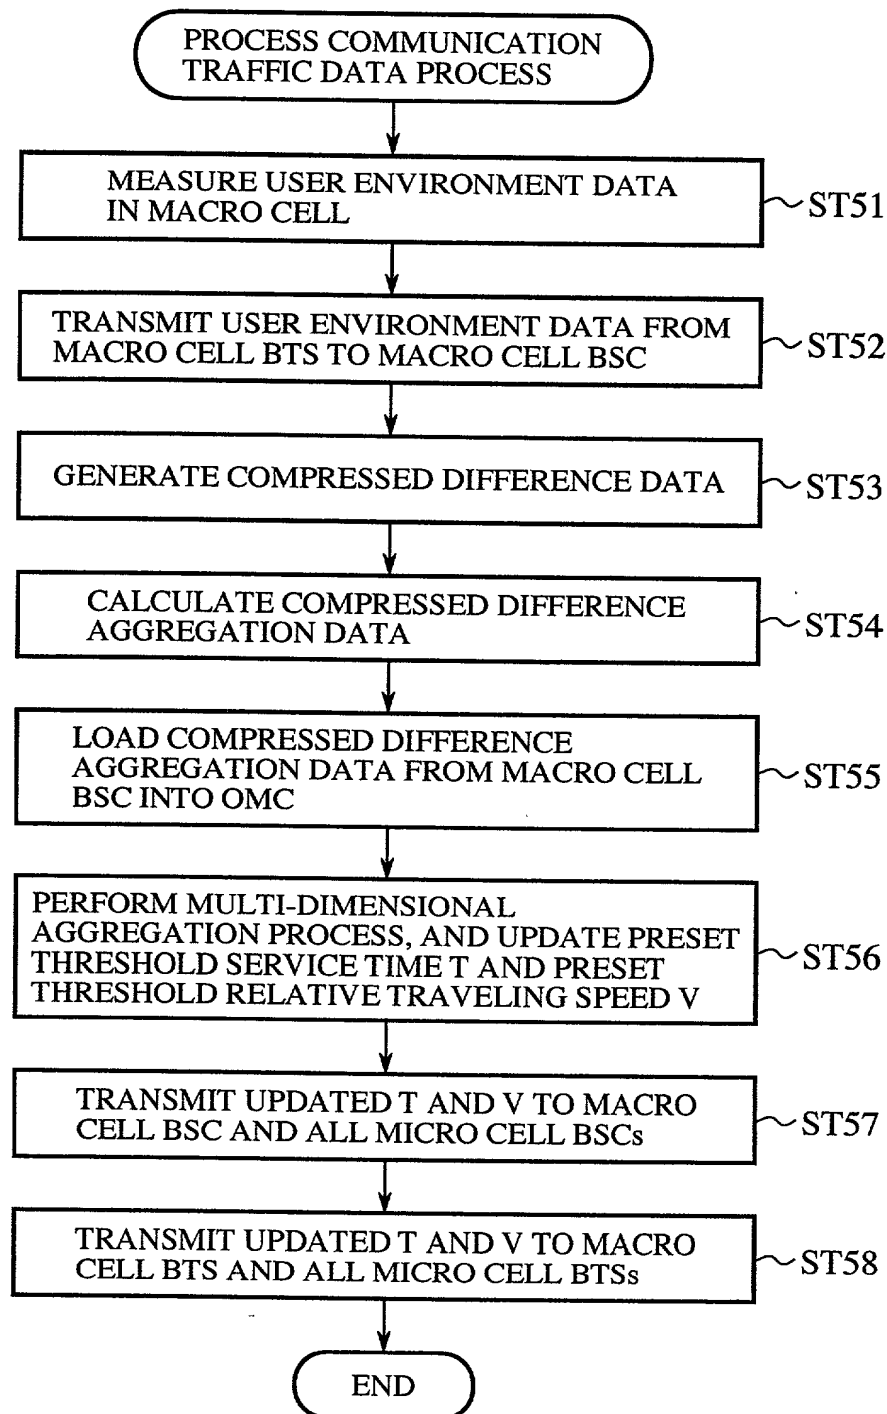 PROCESS COMMUNICATION
TRAFFIC DATA PROCESS
MEASURE USER ENVIRONMENT DATA
IN MACRO CELL
ST51
TRANSMIT USER ENVIRONMENT DATA FROM
MACRO CELL BTS TO MACRO CELL BSC
ST52
GENERATE COMPRESSED DIFFERENCE DATA
ST53
CALCULATE COMPRESSED DIFFERENCE
AGGREGATION DATA
ST54
LOAD COMPRESSED DIFFERENCE
AGGREGATION DATA FROM MACRO CELL
BSC INTO OMC
ST55
PERFORM MULTI-DIMENSIONAL
AGGREGATION PROCESS, AND UPDATE PRESET
THRESHOLD SERVICE TIME T AND PRESET
THRESHOLD RELATIVE TRAVELING SPEED V
ST56
TRANSMIT UPDATED T AND V TO MACRO
CELL BSC AND ALL MICRO CELL BSCs
ST57
TRANSMIT UPDATED T AND V TO MACRO
CELL BTS AND ALL MICRO CELL BTSs
ST58
END